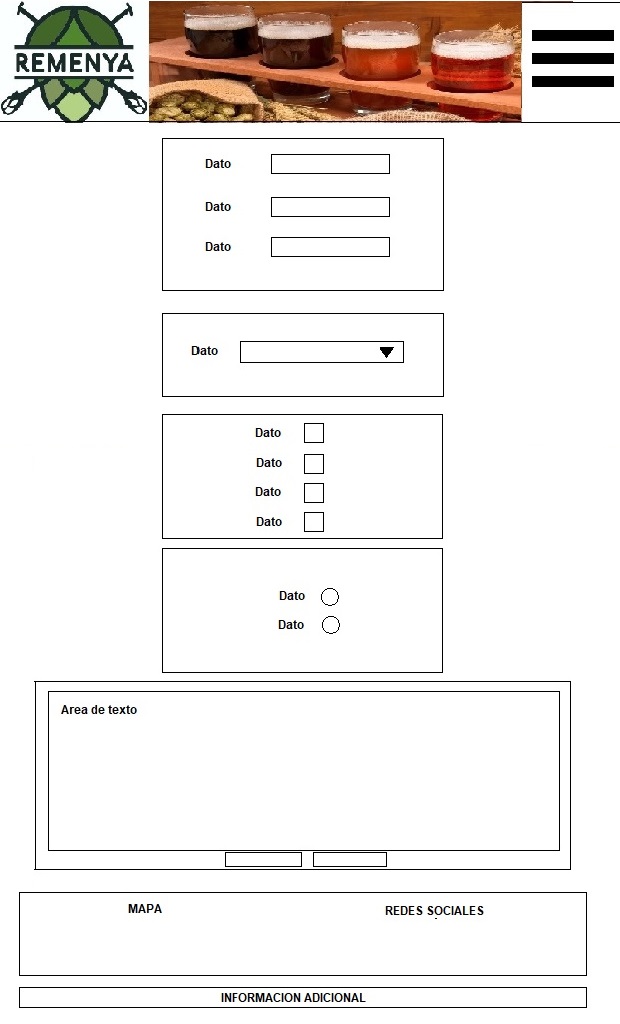 REMENYA
Dato
Dato
Dato
Dato
Dato
Dato
Dato
Dato
Dato
Dato
Area de texto
MAPA
REDES SOCIALES
INFORMACION ADICIONAL